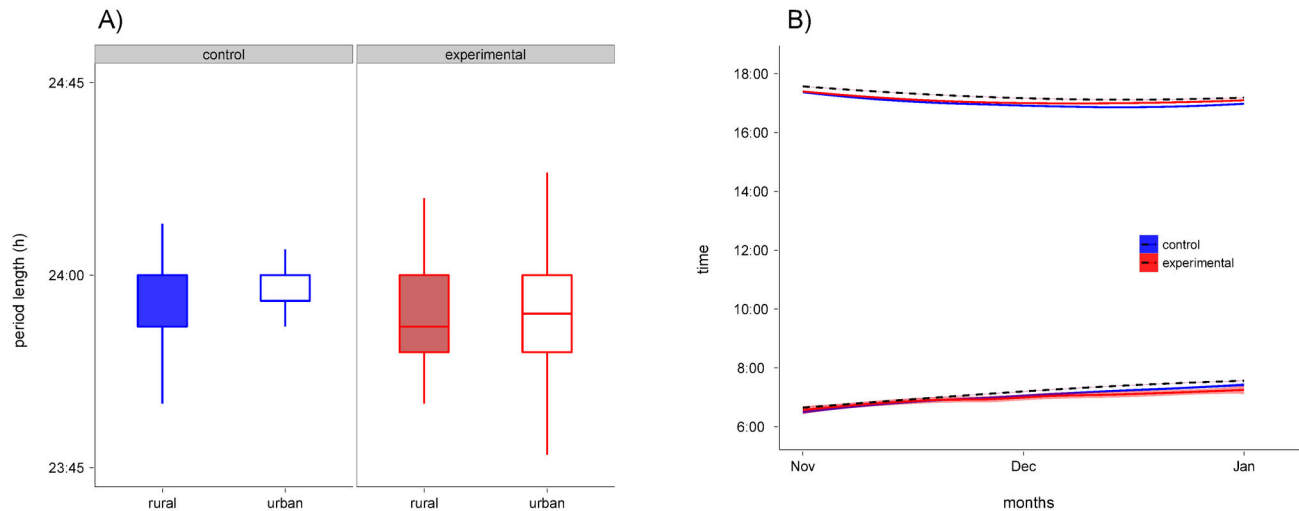 A)
control
experimental
24:45
24:00
23:45
period length (h)
rural
urban
rural
urban
B)
18:00
16:00
14:00
12:00
10:00
8:00
6:00
time
control
experimental
Nov
Dec
Jan
months